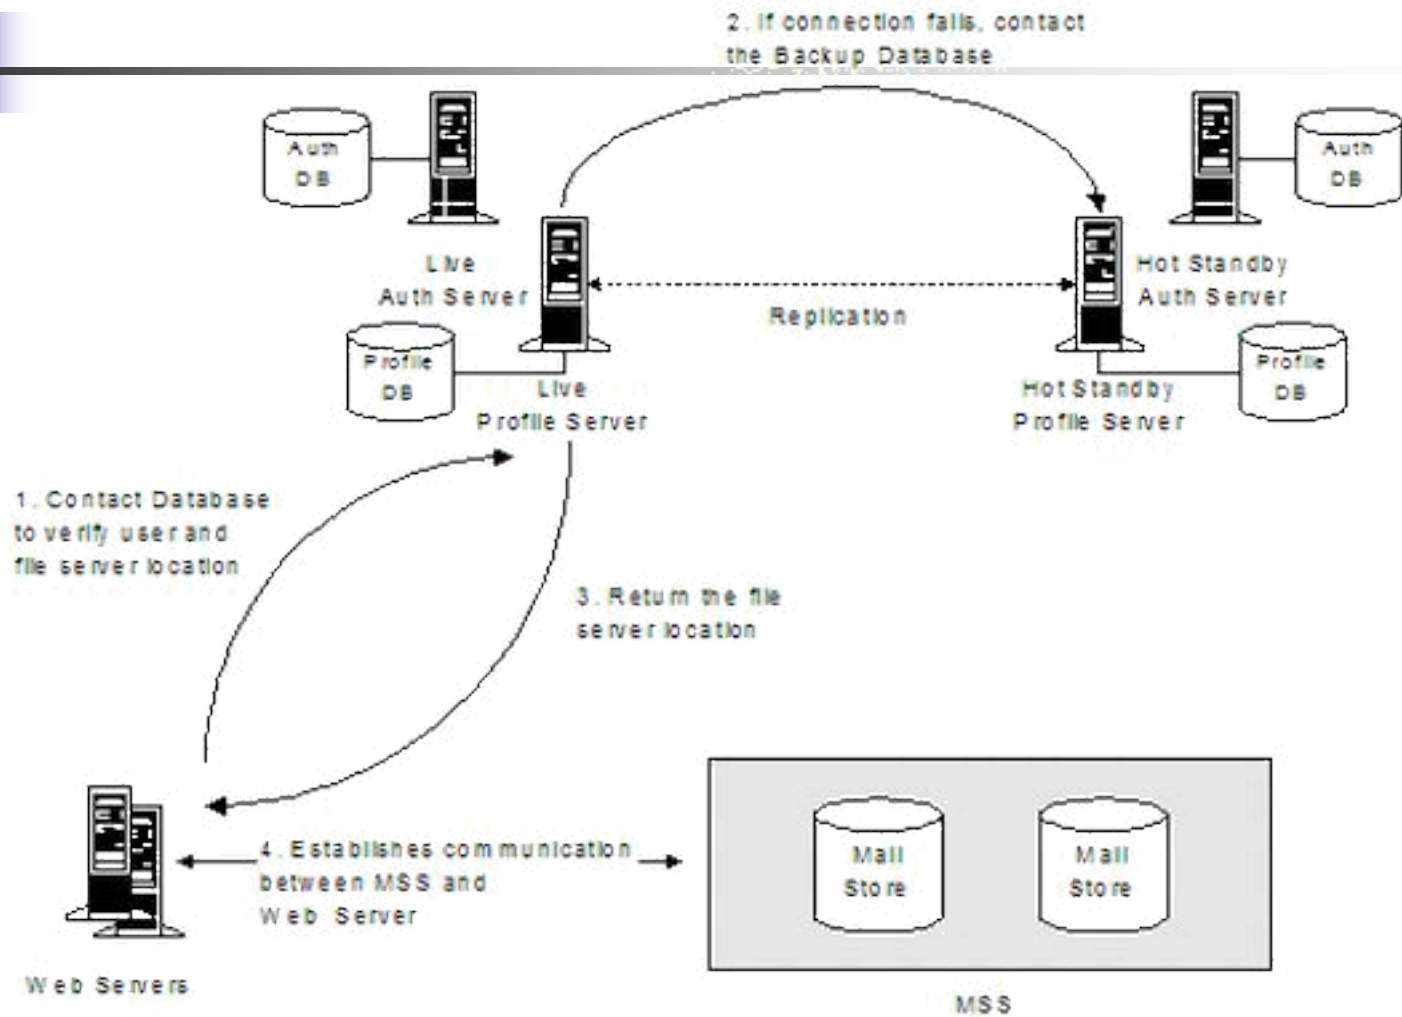 2. If connection fails, contact
the Backup Database
Auth
DB
Auth
DB
Live
Auth Server
Hot Standby
Auth Server
Replication
Profile
DB
Profile
DB
Live
Profile Server
Hot Standby
Profile Server
1. Contact Database
to verify user and
file server location
3. Return the file
server location
4. Establishes communication
between MSS and
Web Server
Mail
Store
Mail
Store
Web Servers
MSS